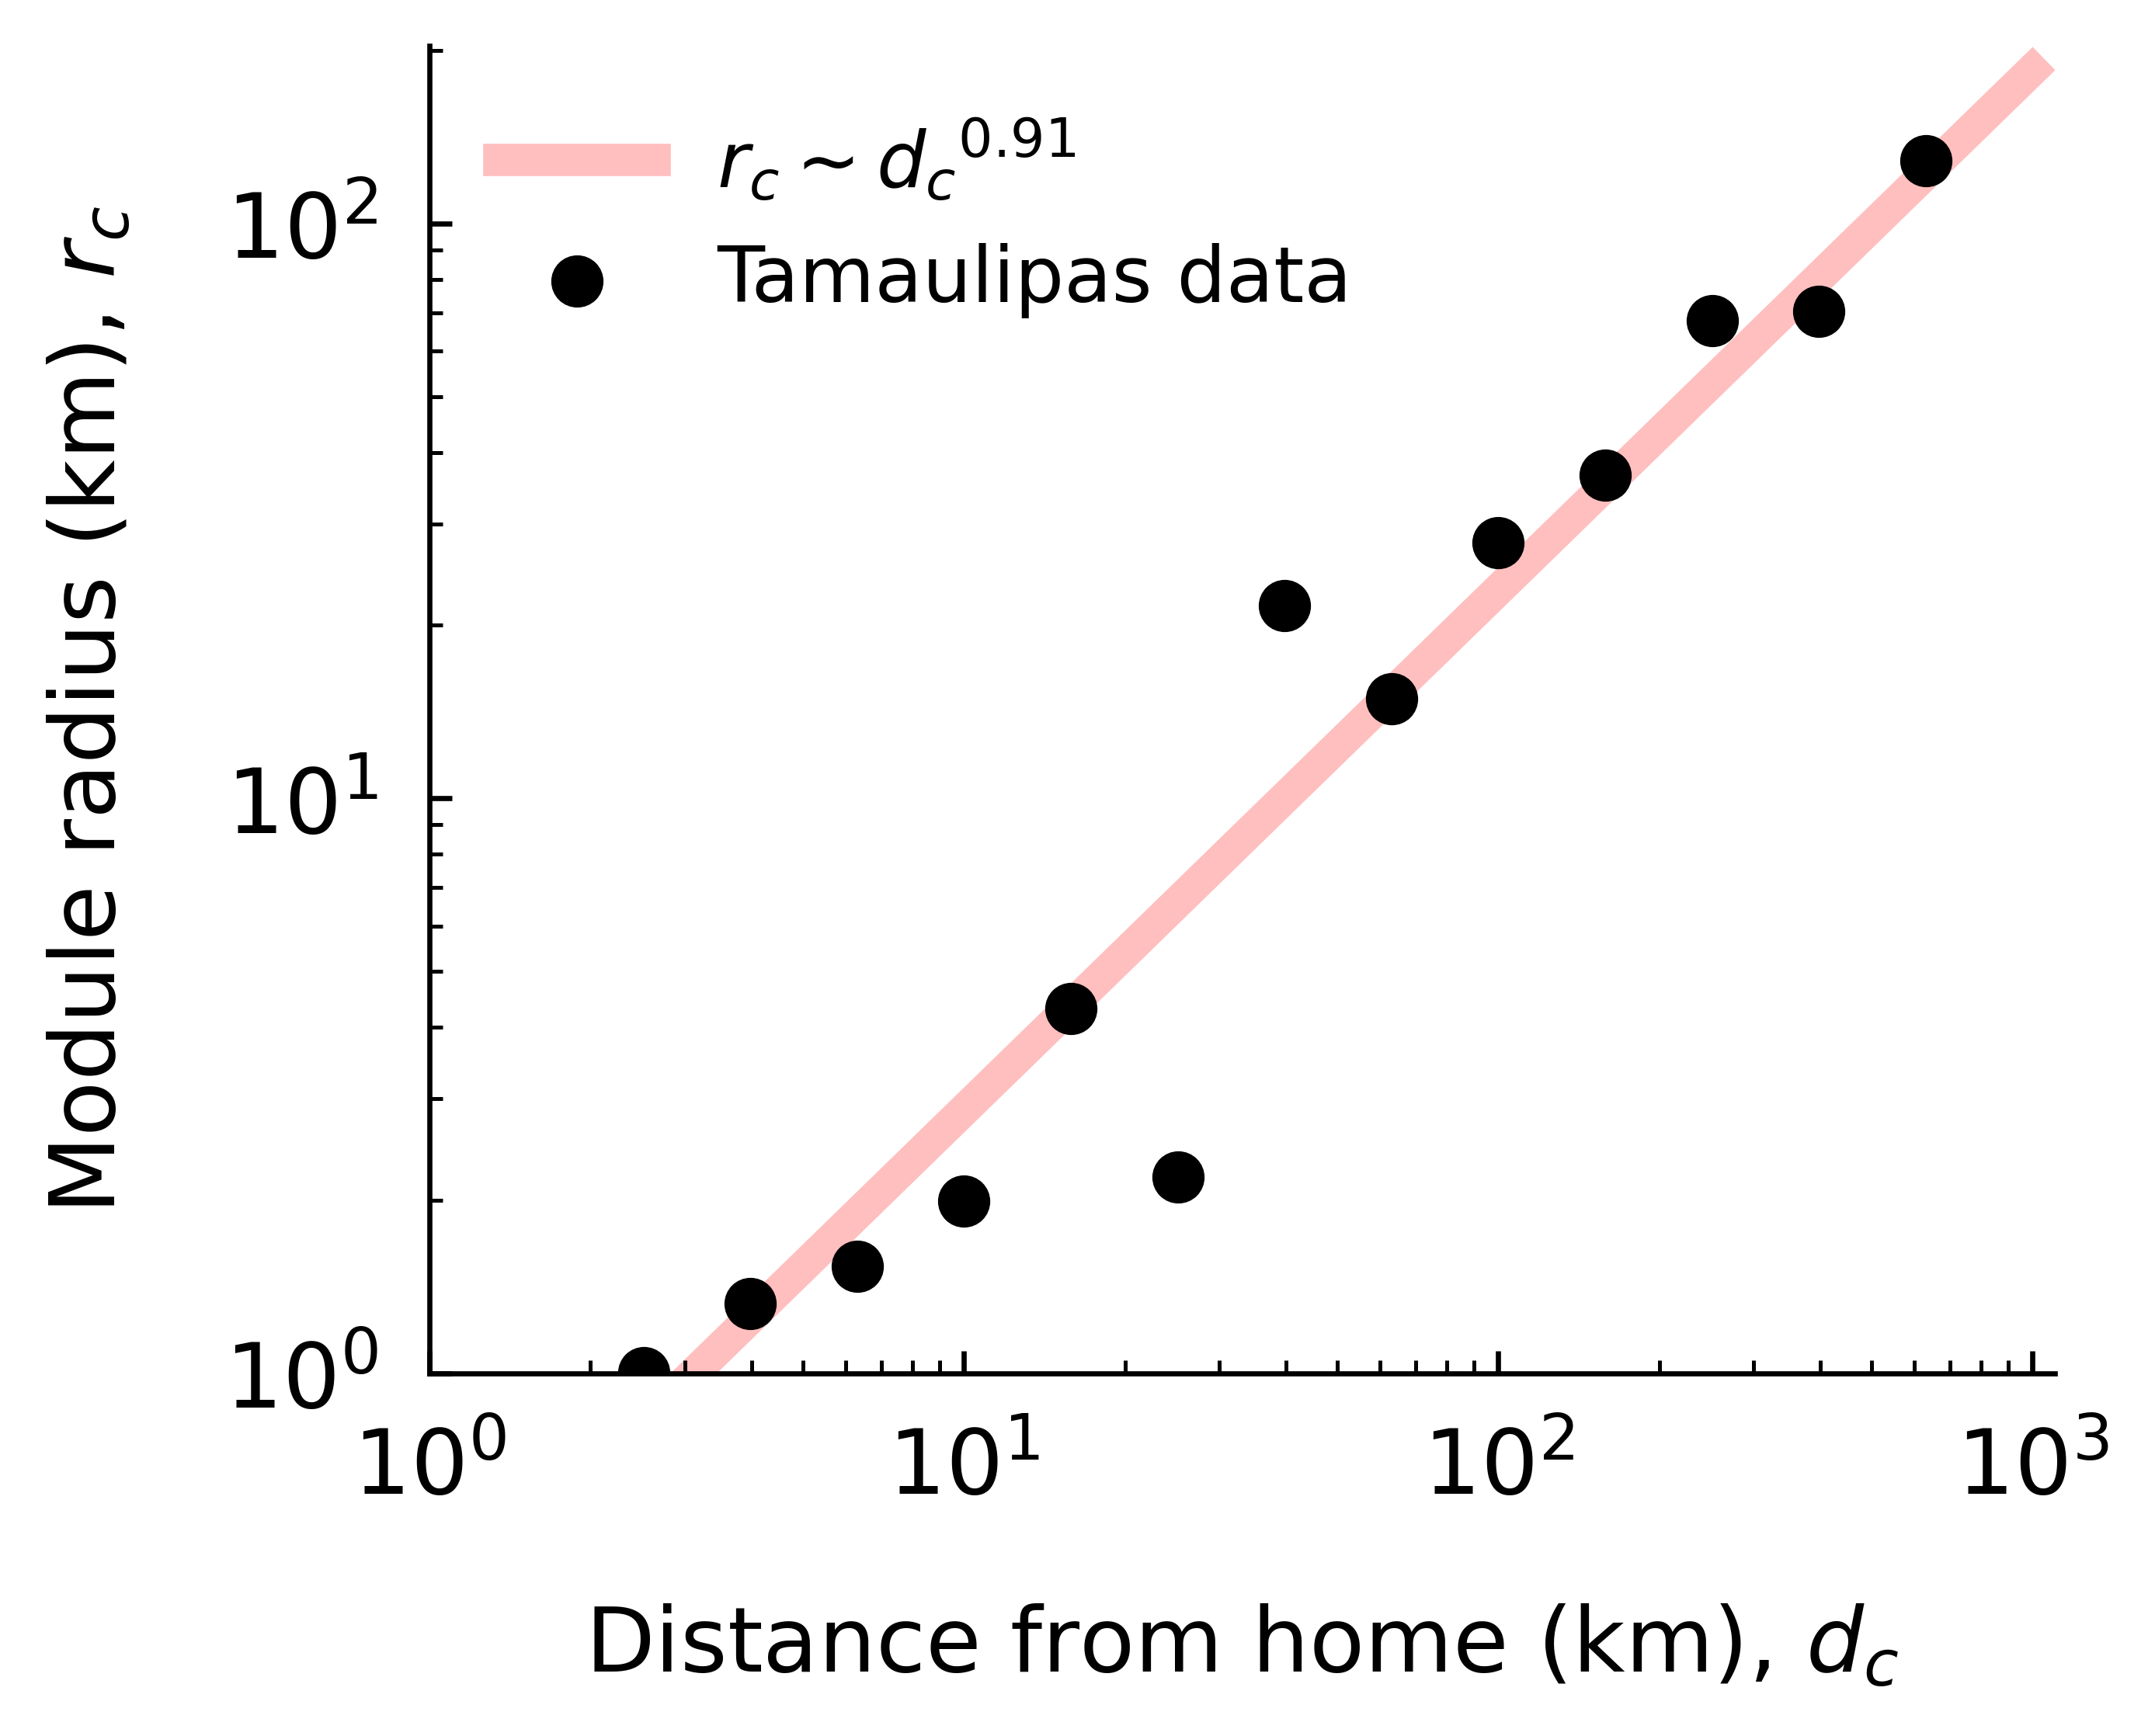 r_c ~ d_c^0.91
Tamaulipas data
Module radius (km), r_c
10^2
10^1
10^0
10^0 10^1 10^2 10^3
Distance from home (km), d_c